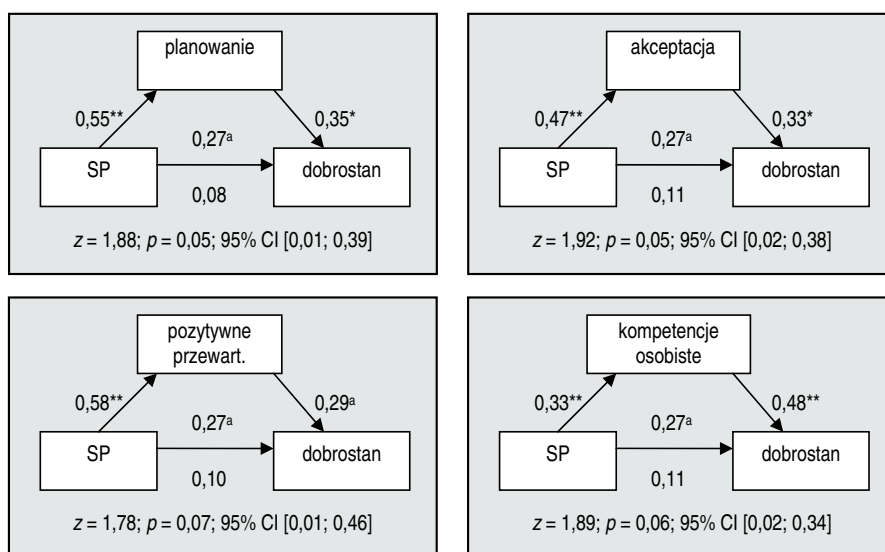 planowanie
0,55**
0,35*
0,27ᵃ
SP
dobrostan
0,08
z = 1,88; p = 0,05; 95% CI [0,01; 0,39]
akceptacja
0,47**
0,33*
0,27ᵃ
SP
dobrostan
0,11
z = 1,92; p = 0,05; 95% CI [0,02; 0,38]
pozytywne
przewart.
0,58**
0,29ᵃ
0,27ᵃ
SP
dobrostan
0,10
z = 1,78; p = 0,07; 95% CI [0,01; 0,46]
kompetencje
osobiste
0,33**
0,48**
0,27ᵃ
SP
dobrostan
0,11
z = 1,89; p = 0,06; 95% CI [0,02; 0,34]